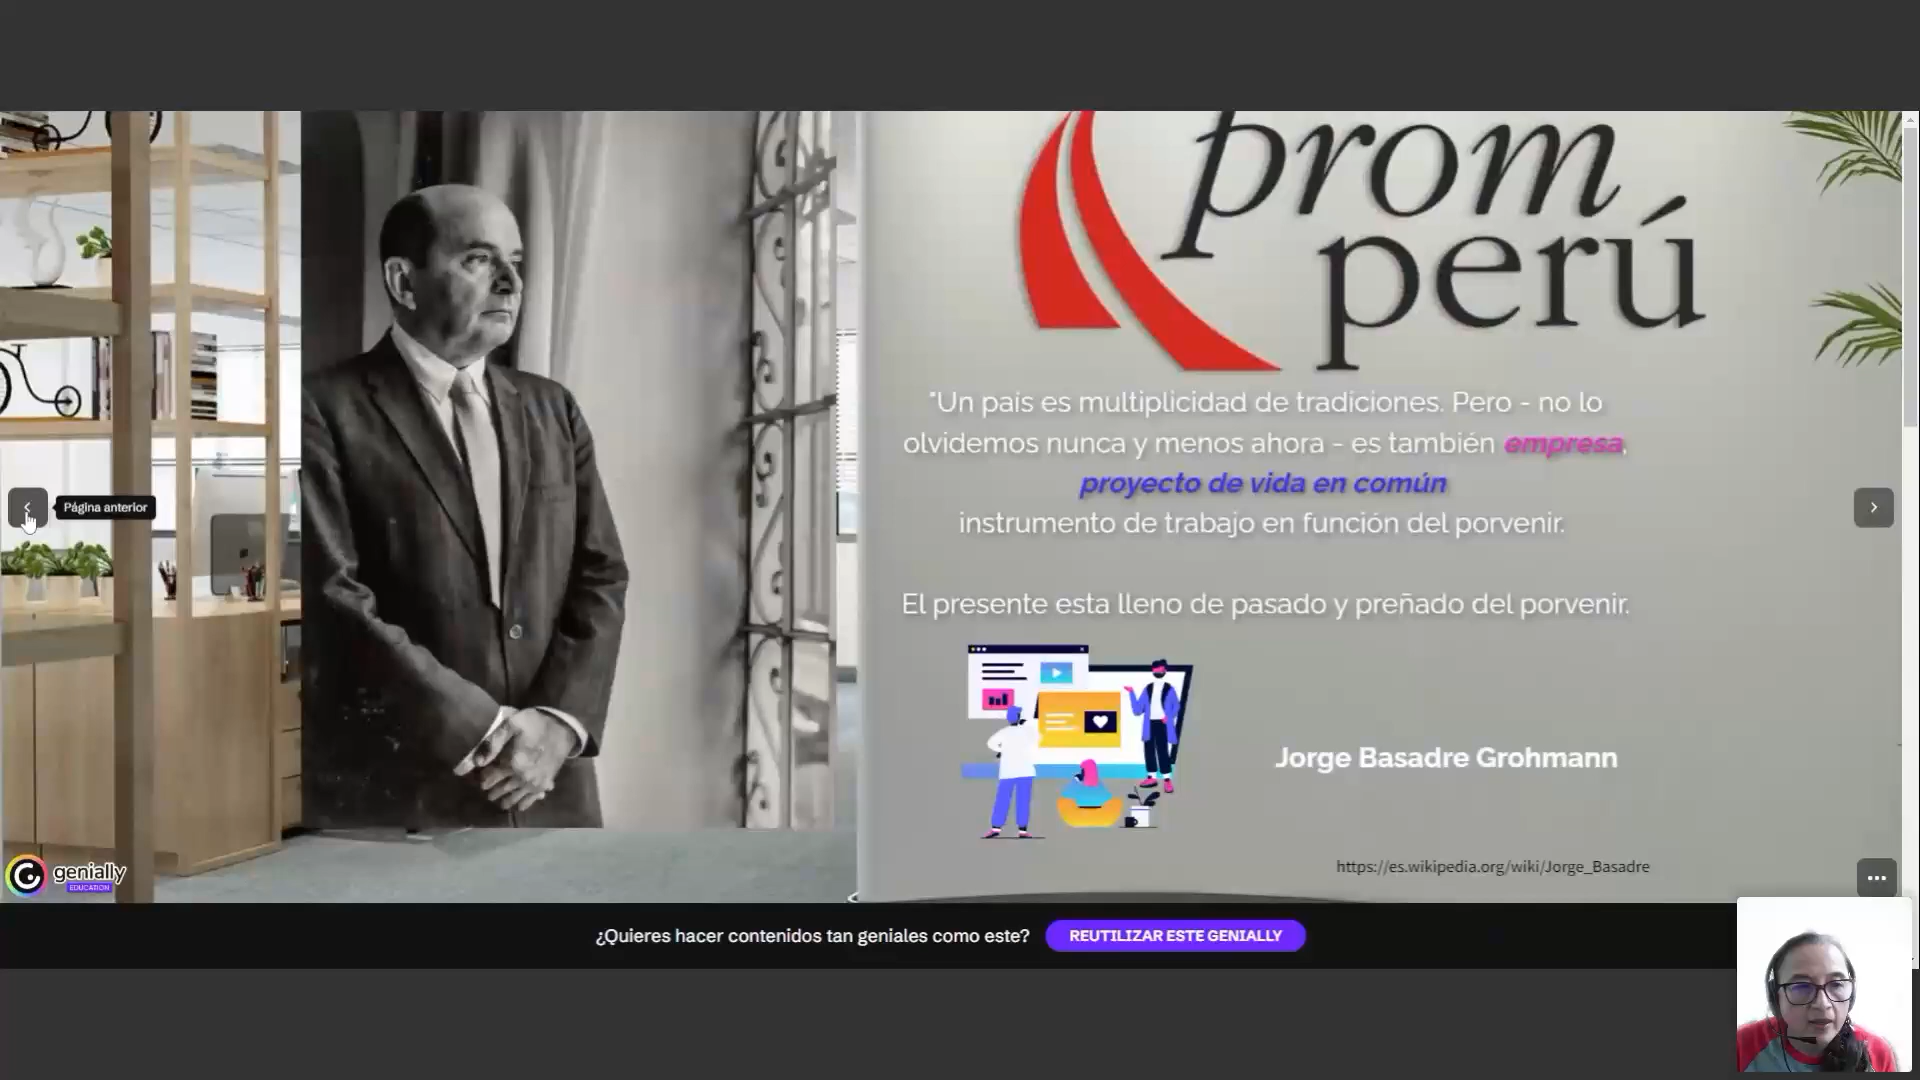 prom
perú
"Un país es multiplicidad de tradiciones. Pero - no lo
olvidemos nunca y menos ahora - es también empresa,
proyecto de vida en común
instrumento de trabajo en función del porvenir.
El presente esta lleno de pasado y preñado del porvenir.
Página anterior
Jorge Basadre Grohmann
https://es.wikipedia.org/wiki/Jorge_Basadre
genially
EDUCATION
¿Quieres hacer contenidos tan geniales como este?
REUTILIZAR ESTE GENIALLY